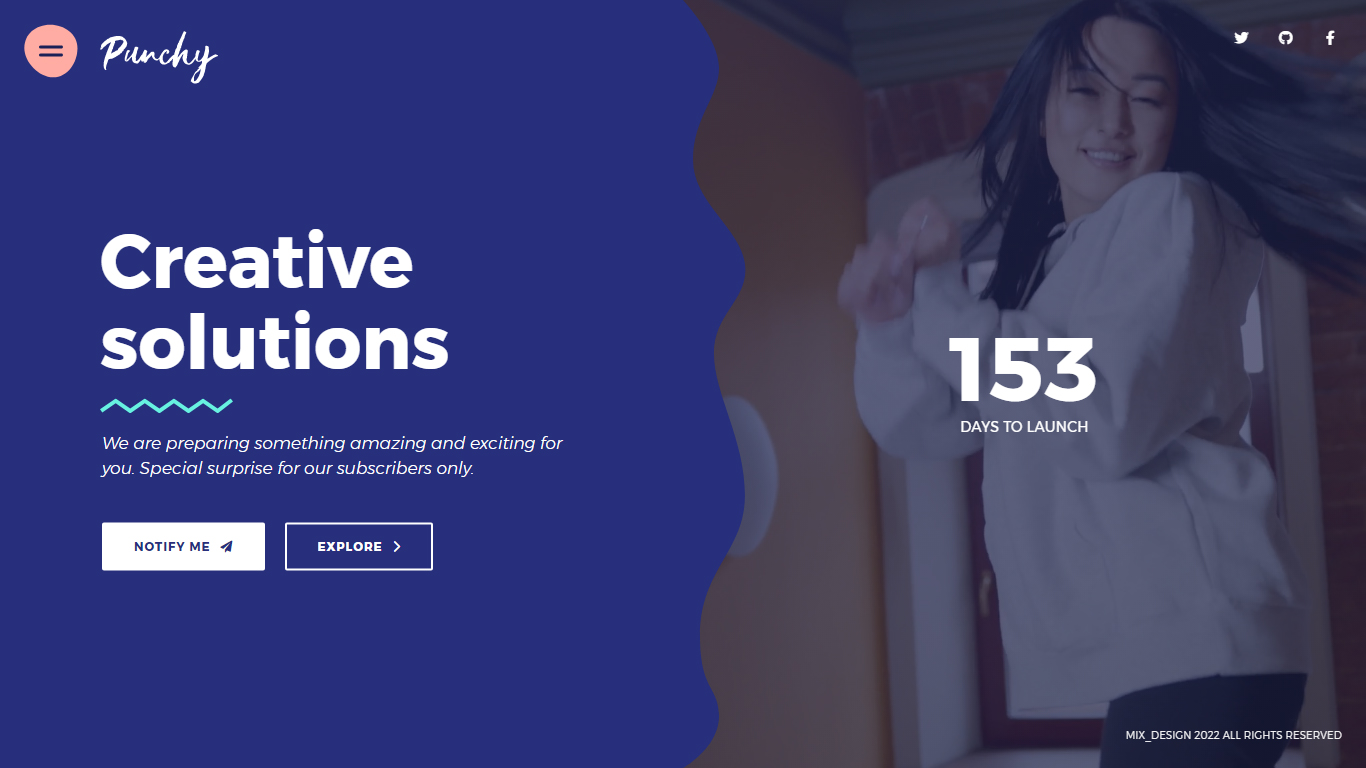 Punchy
Creative
solutions
We are preparing something amazing and exciting for
you. Special surprise for our subscribers only.
NOTIFY ME
EXPLORE
153
DAYS TO LAUNCH
MIX_DESIGN 2022 ALL RIGHTS RESERVED